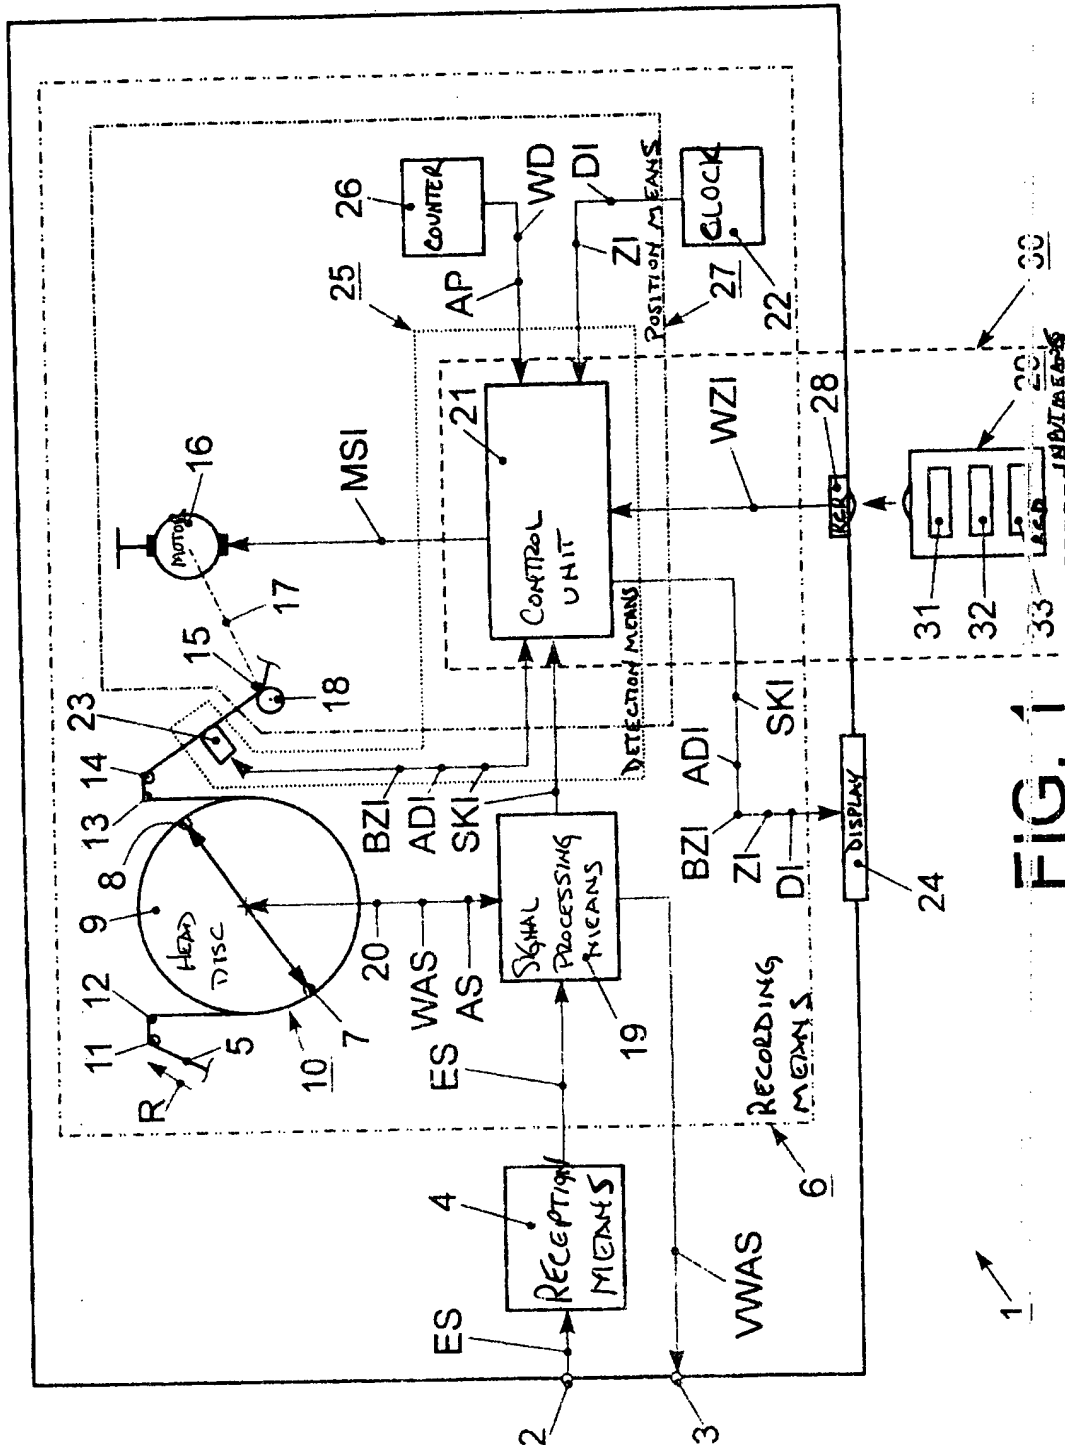 26
COUNTER
WD
DI
CLOCK
22
AP
ZI
POSITION MEANS
27
25
16
MOTOR
MSI
21
CONTROL
UNIT
WZI
28
RCR
30
31
32
33
17
15
18
23
14
13
8
9
HEAD
DISC
12
11
5
R
10
7
BZI
ADI
SKI
DETECTION MEANS
20
WAS
AS
SIGNAL
PROCESSING
MEANS
19
ES
SKI
ADI
BZI
ZI
DI
DISPLAY
24
RECORDING
MEANS
6
4
RECEPTION
MEANS
ES
2
3
VWAS
1
FIG. 1